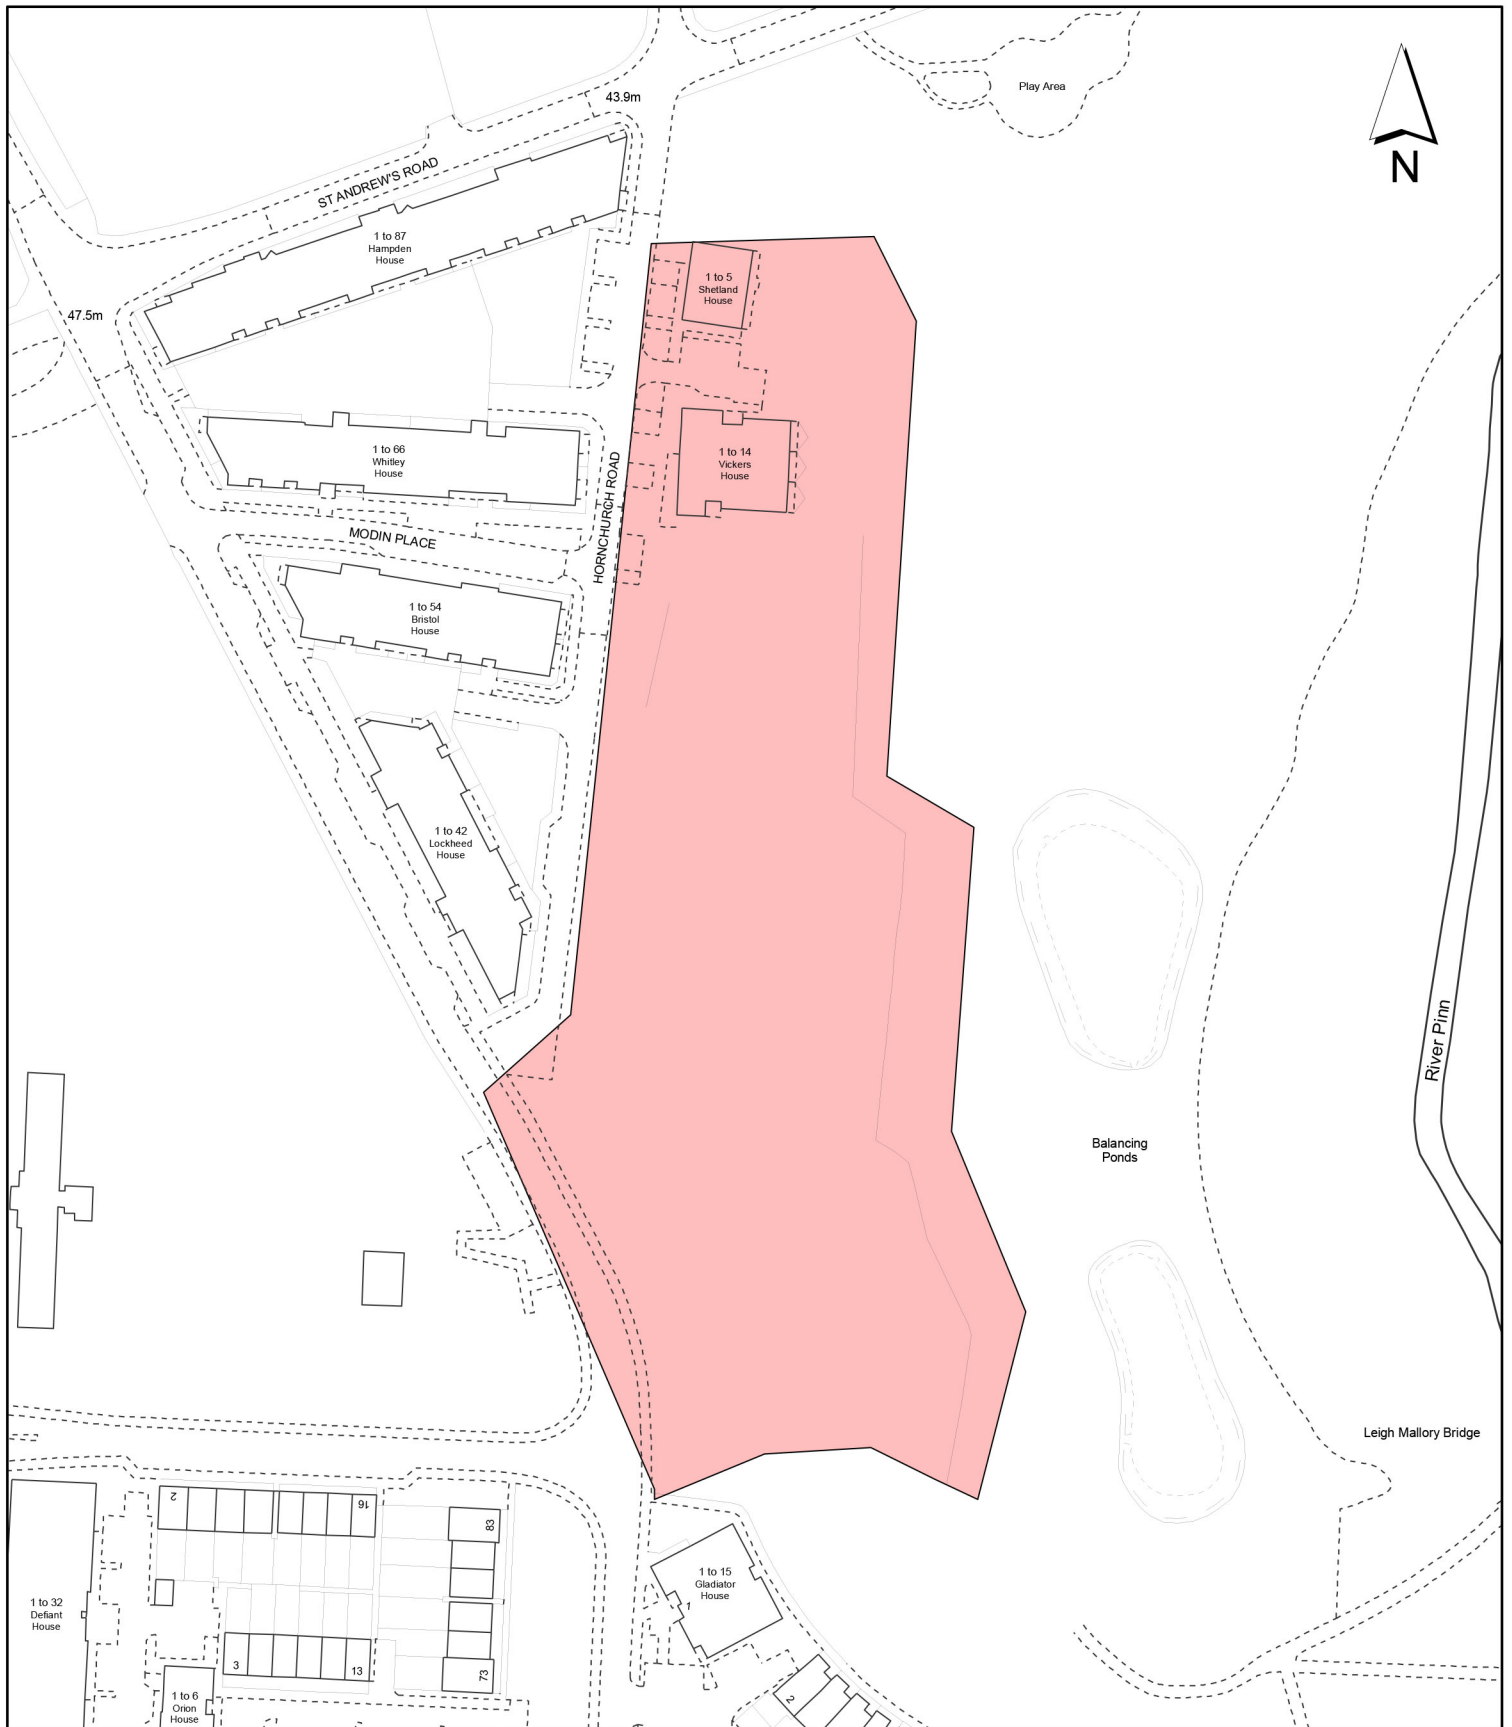 43.9m
Play Area
N
ST ANDREW'S ROAD
1 to 87
Hampden
House
1 to 5
Shetland
House
47.5m
1 to 66
Whitley
House
1 to 14
Vickers
House
HORNCHURCH ROAD
MODIN PLACE
1 to 54
Bristol
House
1 to 42
Lockheed
House
River Pinn
Balancing
Ponds
Leigh Mallory Bridge
2
16
83
1 to 15
Gladiator
House
1
1 to 32
Defiant
House
3
13
73
1 to 6
Orion
House
2